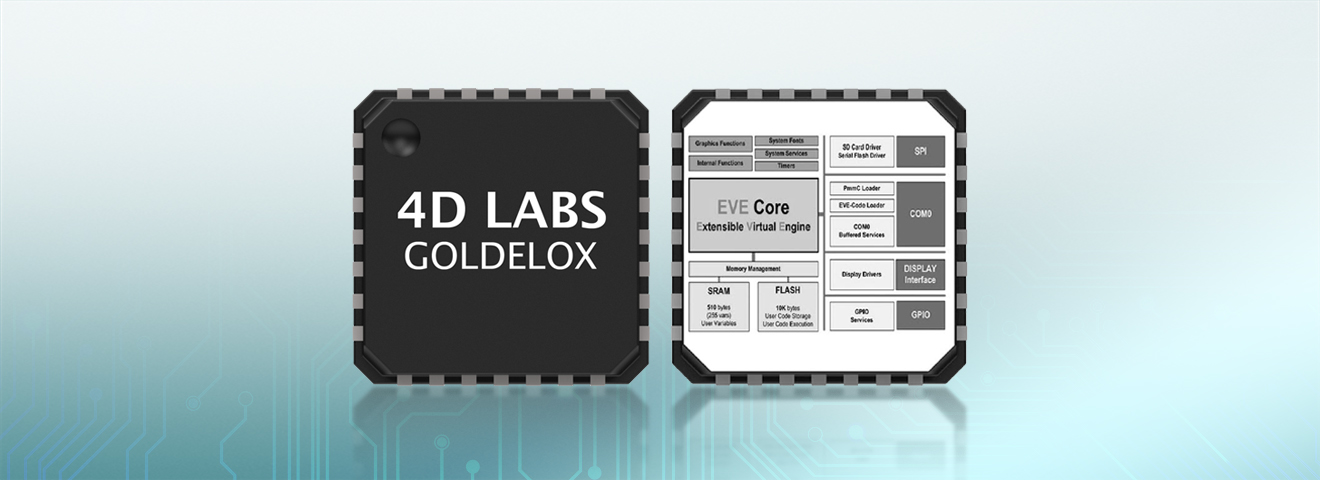 4D LABS
GOLDELOX
Graphics Functions
Internal Functions
System Fonts
System Services
Timers
EVE Core
Extensible Virtual Engine
Memory Management
SRAM
510 bytes
(255 vars)
User Variables
FLASH
10K bytes
User Code Storage
User Code Execution
SD Card Driver
Serial Flash Driver
SPI
PmmC Loader
EVE-Code Loader
COM0
Buffered Services
COM0
Display Drivers
DISPLAY
Interface
GPIO
Services
GPIO